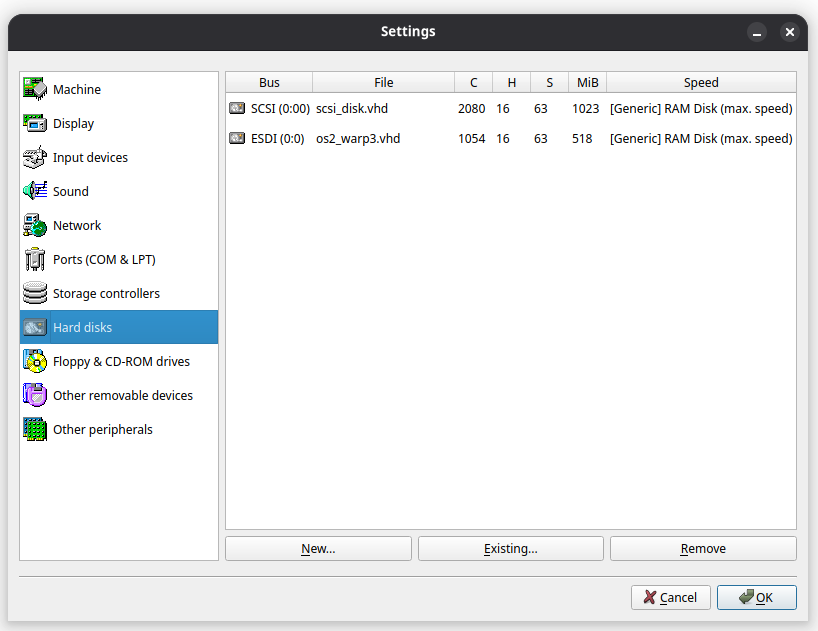 Settings
Machine
Display
Input devices
Sound
Network
Ports (COM & LPT)
Storage controllers
Hard disks
Floppy & CD-ROM drives
Other removable devices
Other peripherals
Bus File C H S MiB Speed
SCSI (0:00) scsi_disk.vhd 2080 16 63 1023 [Generic] RAM Disk (max. speed)
ESDI (0:0) os2_warp3.vhd 1054 16 63 518 [Generic] RAM Disk (max. speed)
New... Existing... Remove
Cancel OK